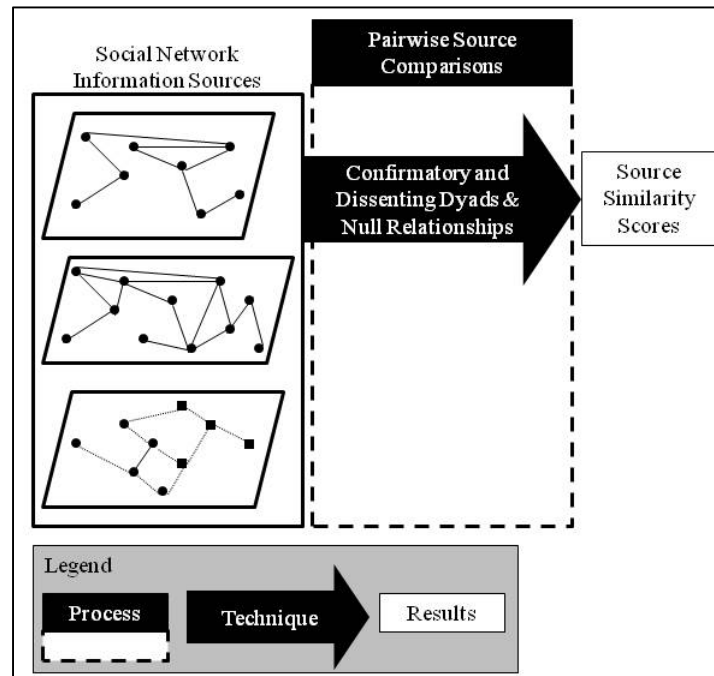 Social Network
Information Sources
Pairwise Source
Comparisons
Confirmatory and
Dissenting Dyads &
Null Relationships
Source
Similarity
Scores
Legend
Process
Technique
Results